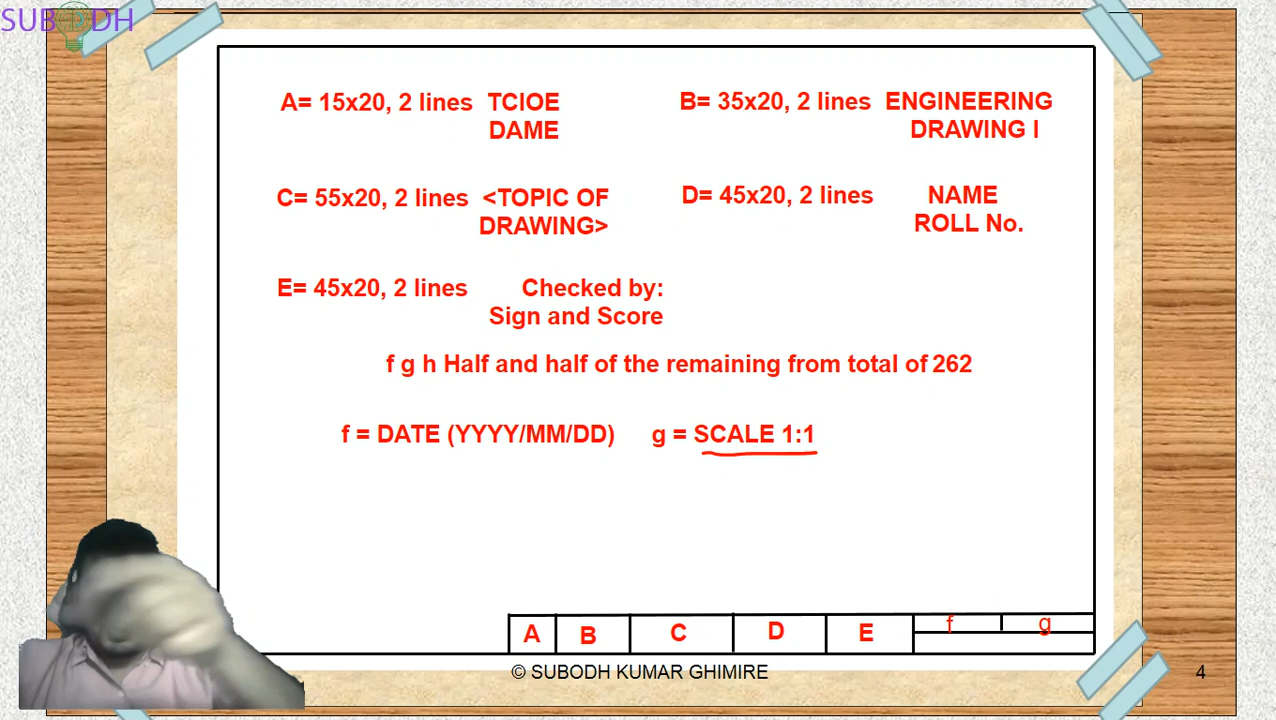 SUBODH
A= 15x20, 2 lines TCIOE
DAME
B= 35x20, 2 lines ENGINEERING
DRAWING I
C= 55x20, 2 lines <TOPIC OF
DRAWING>
D= 45x20, 2 lines NAME
ROLL No.
E= 45x20, 2 lines Checked by:
Sign and Score
f g h Half and half of the remaining from total of 262
f = DATE (YYYY/MM/DD) g = SCALE 1:1
A B C D E f g
© SUBODH KUMAR GHIMIRE 4